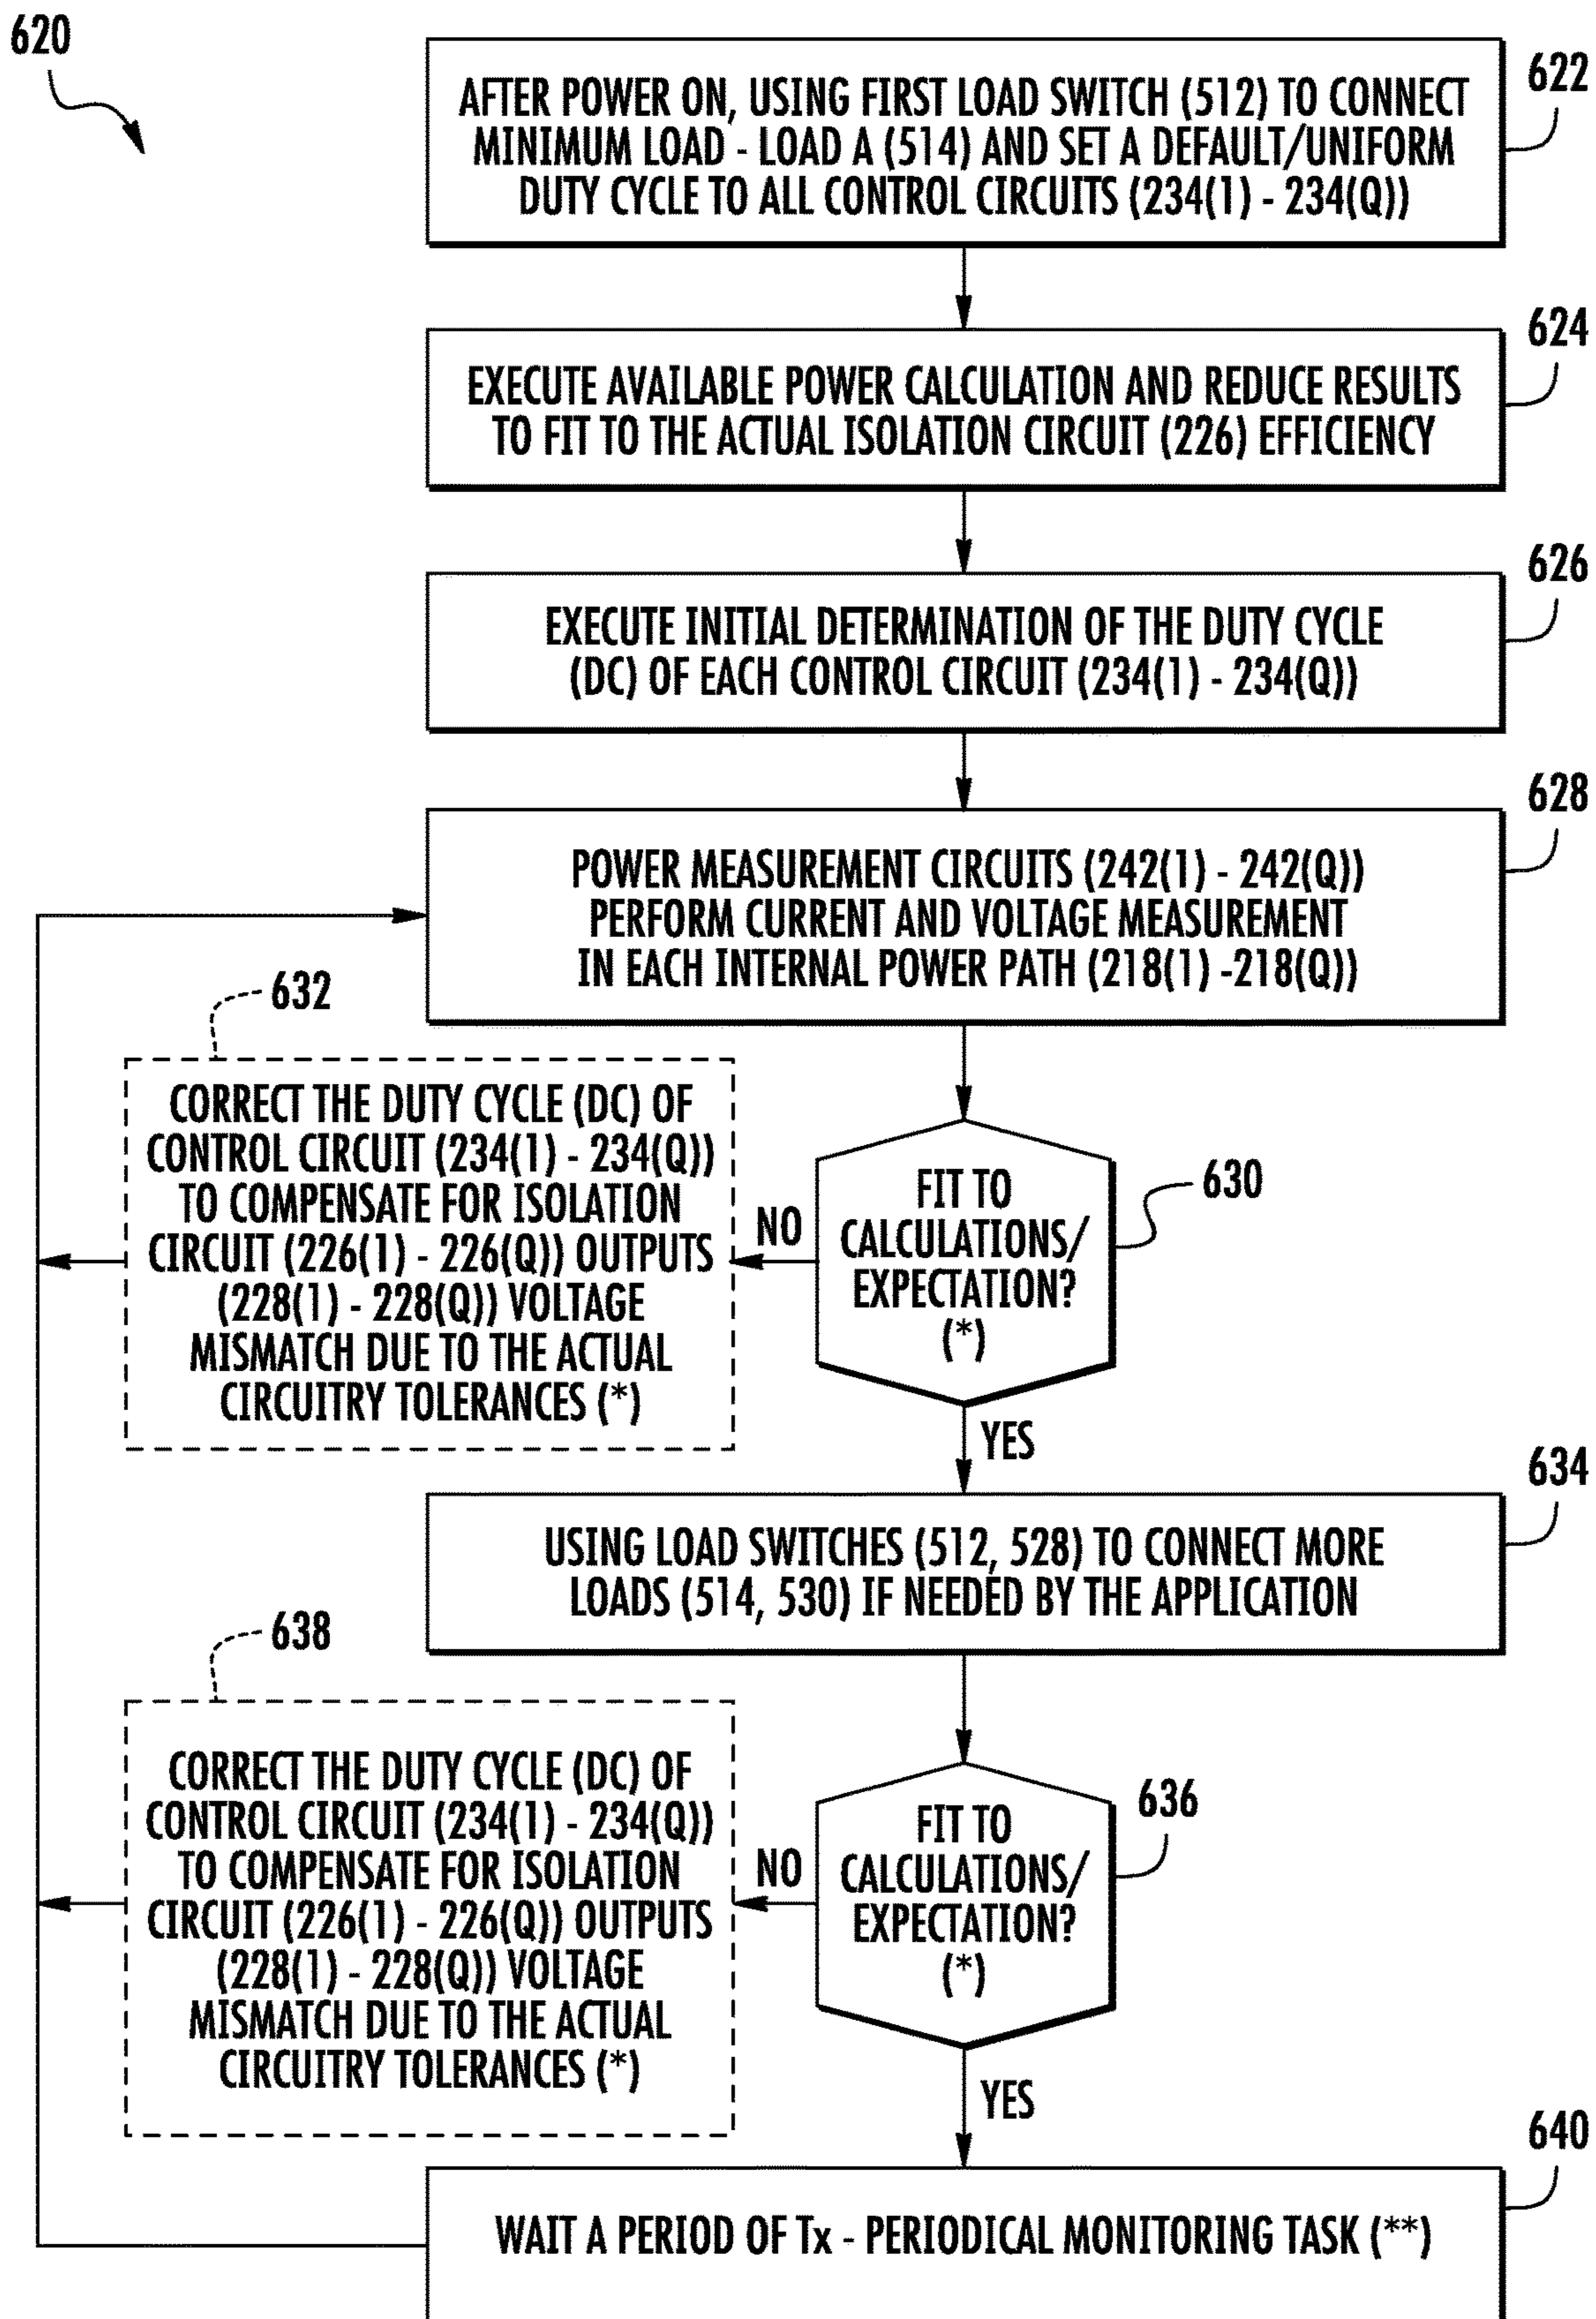 620
AFTER POWER ON, USING FIRST LOAD SWITCH (512) TO CONNECT
MINIMUM LOAD - LOAD A (514) AND SET A DEFAULT/UNIFORM
DUTY CYCLE TO ALL CONTROL CIRCUITS (234(1) - 234(Q))
622
EXECUTE AVAILABLE POWER CALCULATION AND REDUCE RESULTS
TO FIT TO THE ACTUAL ISOLATION CIRCUIT (226) EFFICIENCY
624
EXECUTE INITIAL DETERMINATION OF THE DUTY CYCLE
(DC) OF EACH CONTROL CIRCUIT (234(1) - 234(Q))
626
POWER MEASUREMENT CIRCUITS (242(1) - 242(Q))
PERFORM CURRENT AND VOLTAGE MEASUREMENT
IN EACH INTERNAL POWER PATH (218(1) -218(Q))
628
FIT TO
CALCULATIONS/
EXPECTATION?
(*)
630
NO
632
CORRECT THE DUTY CYCLE (DC) OF
CONTROL CIRCUIT (234(1) - 234(Q))
TO COMPENSATE FOR ISOLATION
CIRCUIT (226(1) - 226(Q)) OUTPUTS
(228(1) - 228(Q)) VOLTAGE
MISMATCH DUE TO THE ACTUAL
CIRCUITRY TOLERANCES (*)
YES
USING LOAD SWITCHES (512, 528) TO CONNECT MORE
LOADS (514, 530) IF NEEDED BY THE APPLICATION
634
FIT TO
CALCULATIONS/
EXPECTATION?
(*)
636
NO
638
CORRECT THE DUTY CYCLE (DC) OF
CONTROL CIRCUIT (234(1) - 234(Q))
TO COMPENSATE FOR ISOLATION
CIRCUIT (226(1) - 226(Q)) OUTPUTS
(228(1) - 228(Q)) VOLTAGE
MISMATCH DUE TO THE ACTUAL
CIRCUITRY TOLERANCES (*)
YES
WAIT A PERIOD OF Tx - PERIODICAL MONITORING TASK (**)
640